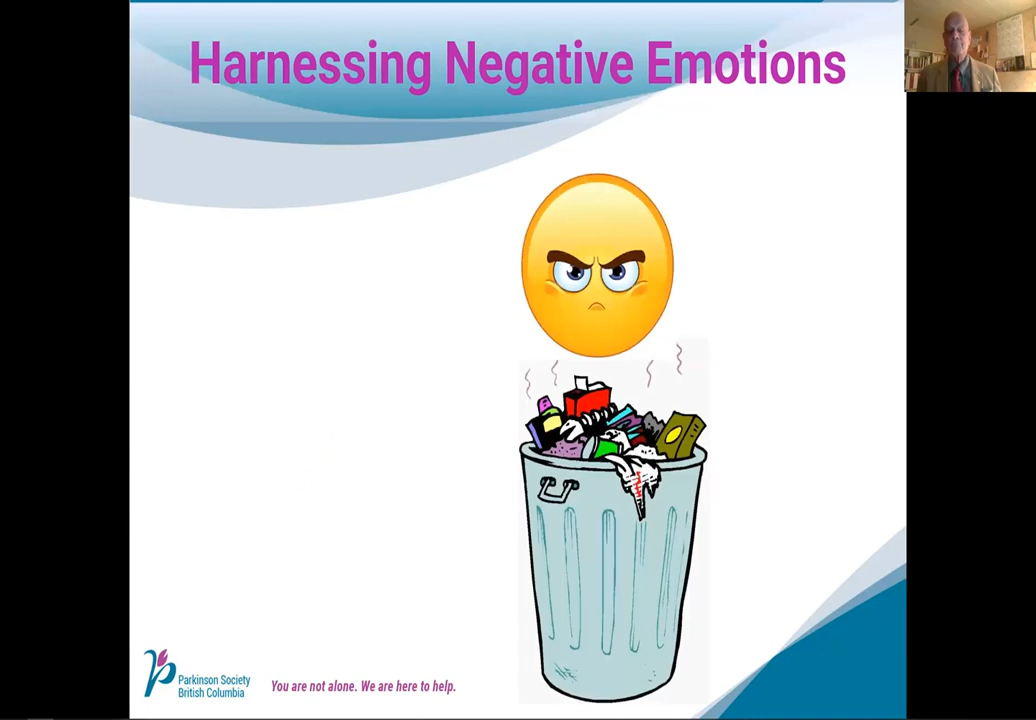 Harnessing Negative Emotions
Parkinson Society
British Columbia
You are not alone. We are here to help.